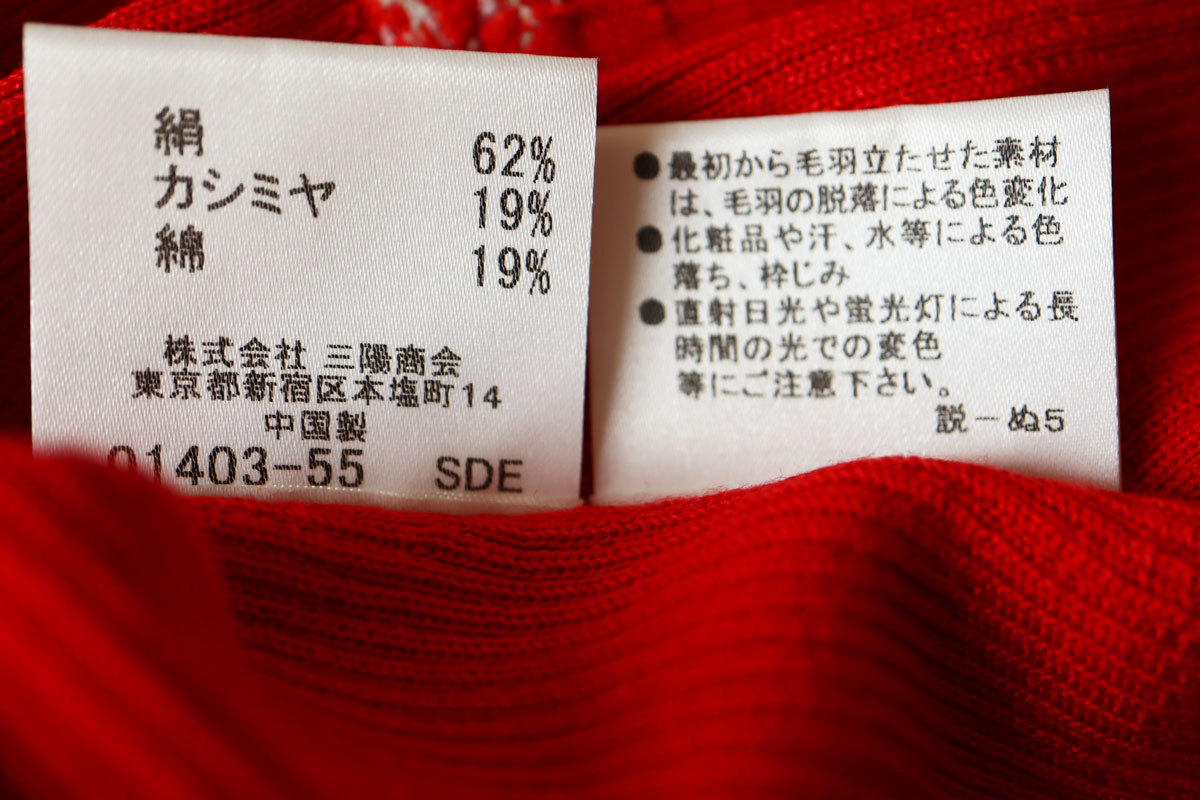 絹 62%
カシミヤ 19%
綿 19%
株式会社 三陽商会
東京都新宿区本塩町14
中国製
01403-55 SDE
●最初から毛羽立たせた素材
は、毛羽の脱落による色変化
●化粧品や汗、水等による色
落ち、枠じみ
●直射日光や蛍光灯による長
時間の光での変色
等にご注意下さい。
説-ぬ5